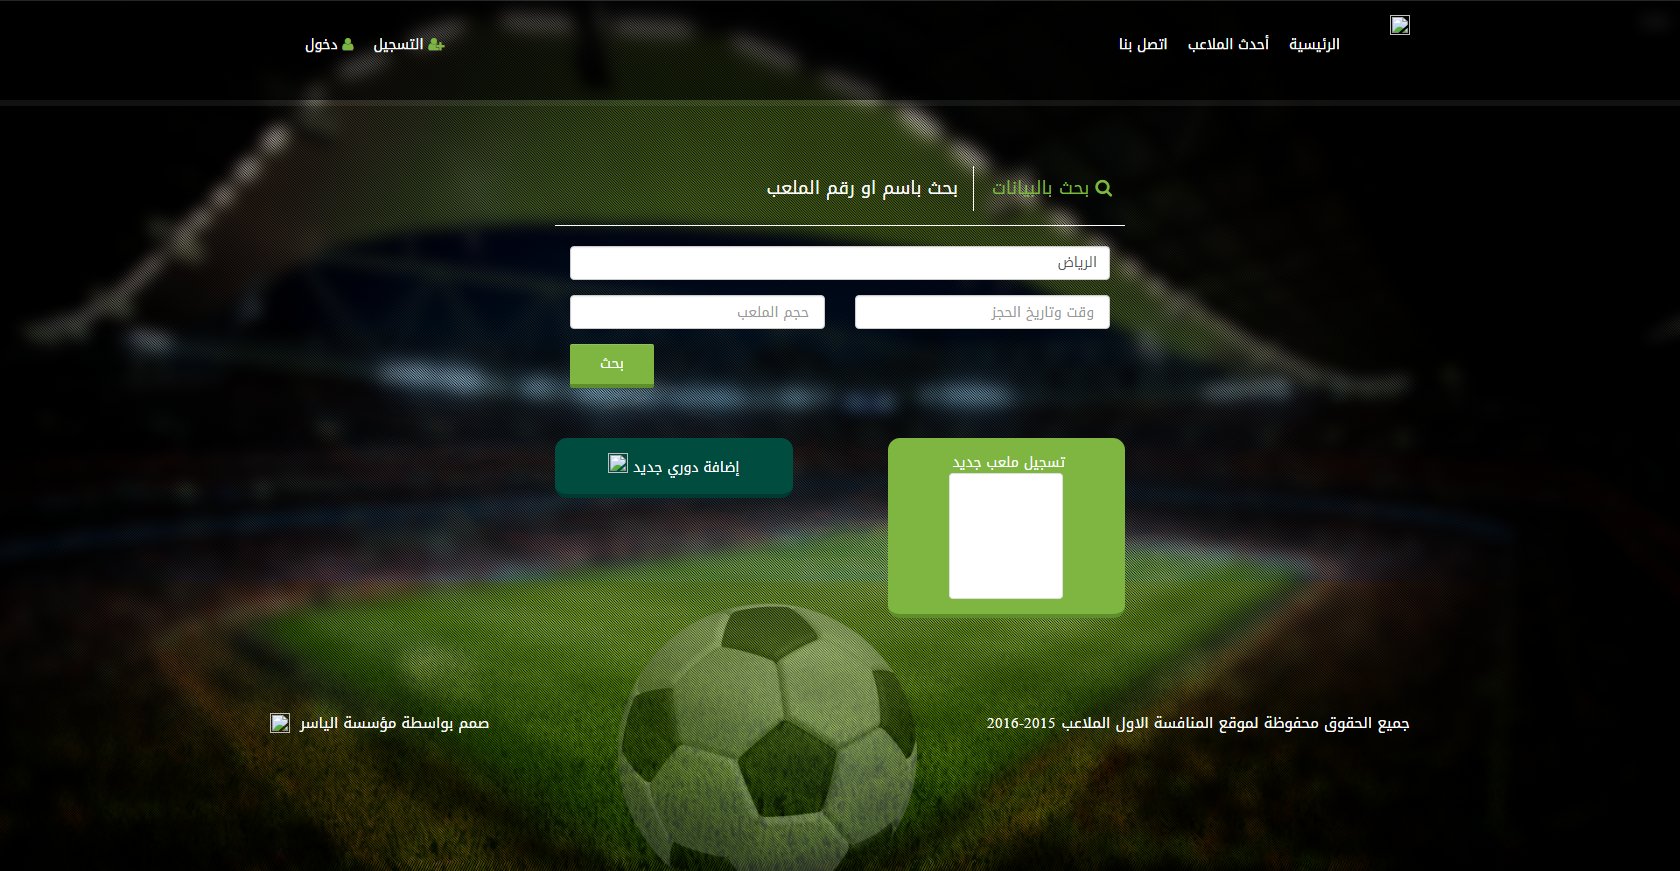 الرئيسية
أحدث الملاعب
اتصل بنا
التسجيل
دخول
بحث بالبيانات
بحث باسم او رقم الملعب
الرياض
وقت وتاريخ الحجز
حجم الملعب
بحث
تسجيل ملعب جديد
إضافة دوري جديد
جميع الحقوق محفوظة لموقع المنافسة الاول الملاعب 2015-2016
صمم بواسطة مؤسسة الياسر